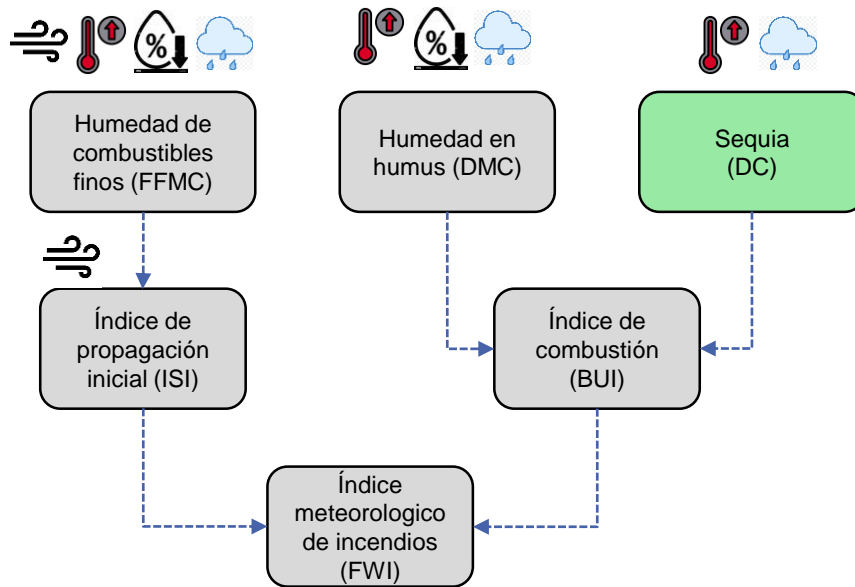 %
%
Humedad de
combustibles
finos (FFMC)
Humedad en
humus (DMC)
Sequia
(DC)
Índice de
propagación
inicial (ISI)
Índice de
combustión
(BUI)
Índice
meteorologico
de incendios
(FWI)